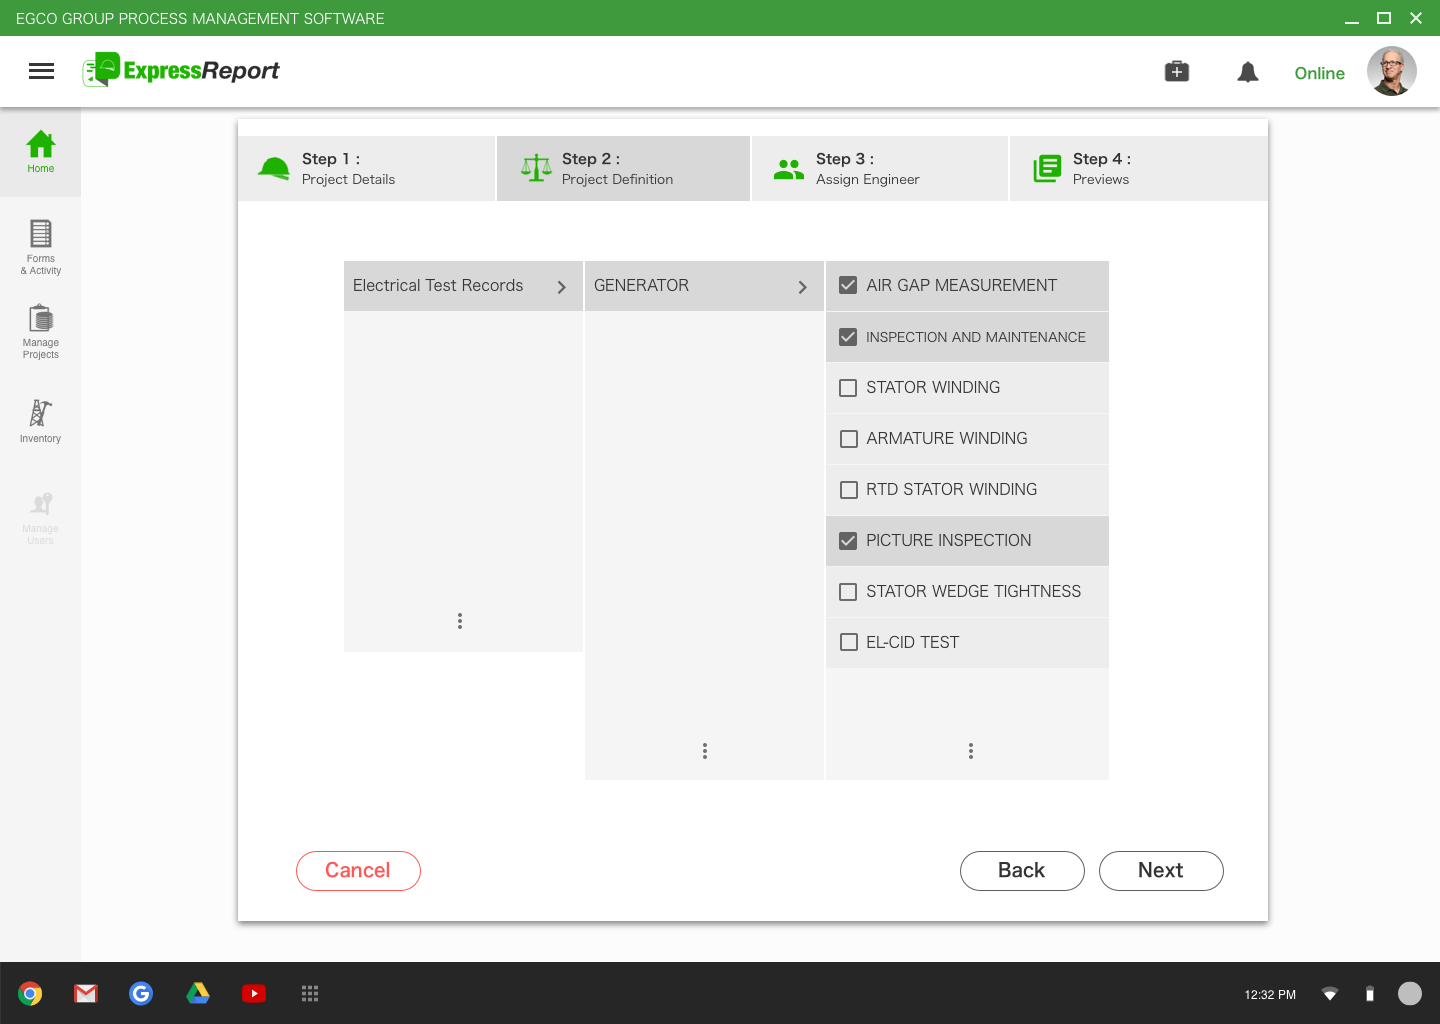 EGCO GROUP PROCESS MANAGEMENT SOFTWARE
ExpressReport
Online
Home
Forms
& Activity
Manage
Projects
Inventory
Manage
Users
Step 1 :
Project Details
Step 2 :
Project Definition
Step 3 :
Assign Engineer
Step 4 :
Previews
Electrical Test Records
GENERATOR
AIR GAP MEASUREMENT
INSPECTION AND MAINTENANCE
STATOR WINDING
ARMATURE WINDING
RTD STATOR WINDING
PICTURE INSPECTION
STATOR WEDGE TIGHTNESS
EL-CID TEST
Cancel
Back
Next
12:32 PM